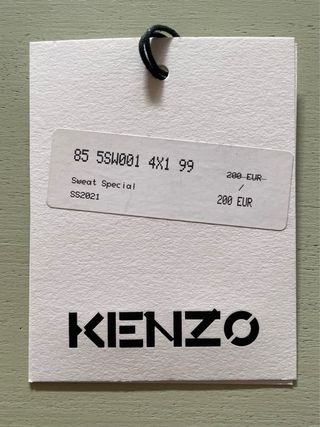 85 5SW001 4X1 99
Sweat Special
SS2021
200 EUR
/
200 EUR
KENZO